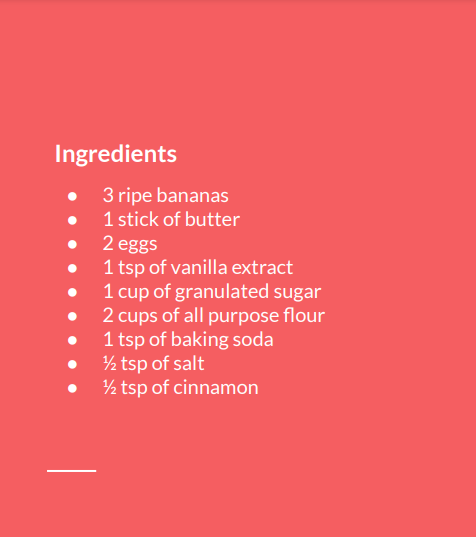 Ingredients
● 3 ripe bananas
● 1 stick of butter
● 2 eggs
● 1 tsp of vanilla extract
● 1 cup of granulated sugar
● 2 cups of all purpose flour
● 1 tsp of baking soda
● ½ tsp of salt
● ½ tsp of cinnamon